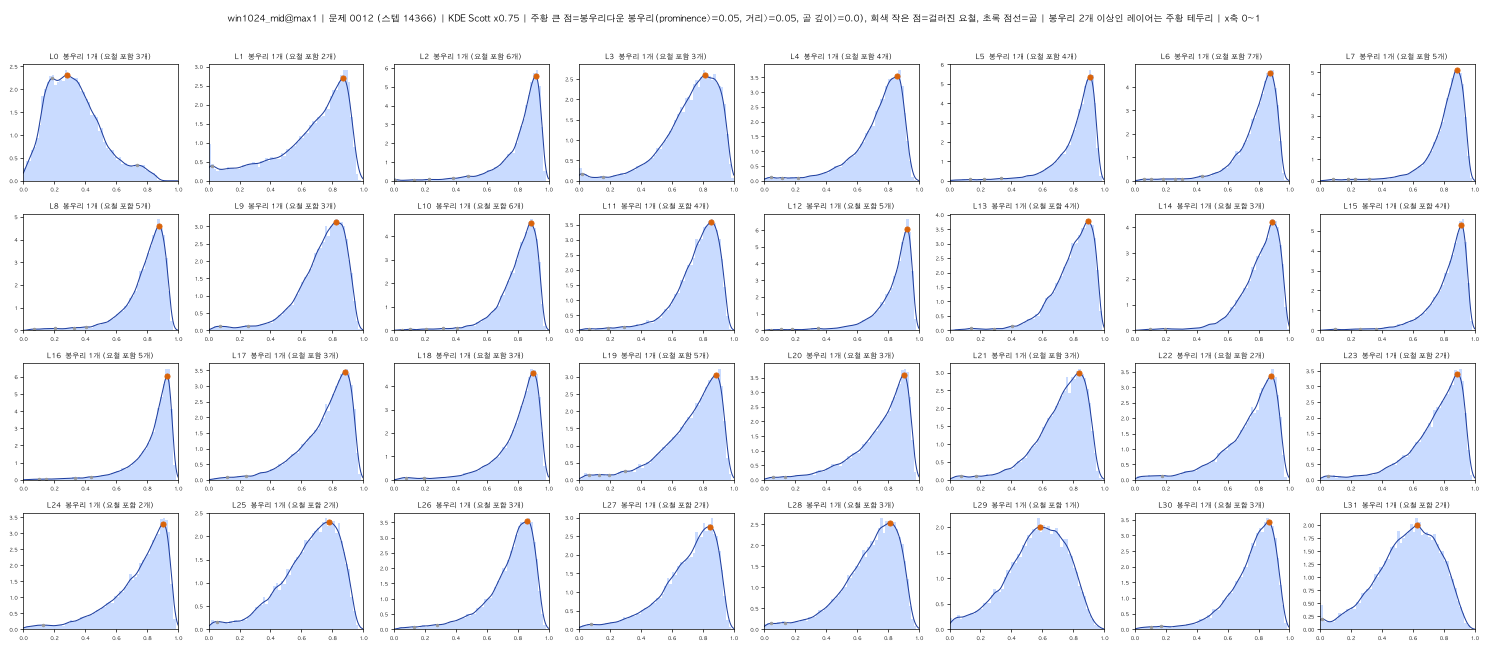 win1024_mid@max1 | 문제 0012 (스텝 14366) | KDE Scott x0.75 | 주황 큰 점=봉우리다운 봉우리(prominence>=0.05, 거리>=0.05, 골 깊이>=0.0), 회색 작은 점=걸러진 요철, 초록 점선=골 | 봉우리 2개 이상인 레이어는 주황 테두리 | x축 0~1
L0 봉우리 1개 (요철 포함 3개)
L1 봉우리 1개 (요철 포함 2개)
L2 봉우리 1개 (요철 포함 6개)
L3 봉우리 1개 (요철 포함 3개)
L4 봉우리 1개 (요철 포함 4개)
L5 봉우리 1개 (요철 포함 4개)
L6 봉우리 1개 (요철 포함 7개)
L7 봉우리 1개 (요철 포함 5개)
L8 봉우리 1개 (요철 포함 5개)
L9 봉우리 1개 (요철 포함 3개)
L10 봉우리 1개 (요철 포함 6개)
L11 봉우리 1개 (요철 포함 4개)
L12 봉우리 1개 (요철 포함 5개)
L13 봉우리 1개 (요철 포함 4개)
L14 봉우리 1개 (요철 포함 3개)
L15 봉우리 1개 (요철 포함 4개)
L16 봉우리 1개 (요철 포함 5개)
L17 봉우리 1개 (요철 포함 3개)
L18 봉우리 1개 (요철 포함 3개)
L19 봉우리 1개 (요철 포함 5개)
L20 봉우리 1개 (요철 포함 3개)
L21 봉우리 1개 (요철 포함 3개)
L22 봉우리 1개 (요철 포함 2개)
L23 봉우리 1개 (요철 포함 2개)
L24 봉우리 1개 (요철 포함 2개)
L25 봉우리 1개 (요철 포함 2개)
L26 봉우리 1개 (요철 포함 3개)
L27 봉우리 1개 (요철 포함 2개)
L28 봉우리 1개 (요철 포함 3개)
L29 봉우리 1개 (요철 포함 1개)
L30 봉우리 1개 (요철 포함 3개)
L31 봉우리 1개 (요철 포함 2개)